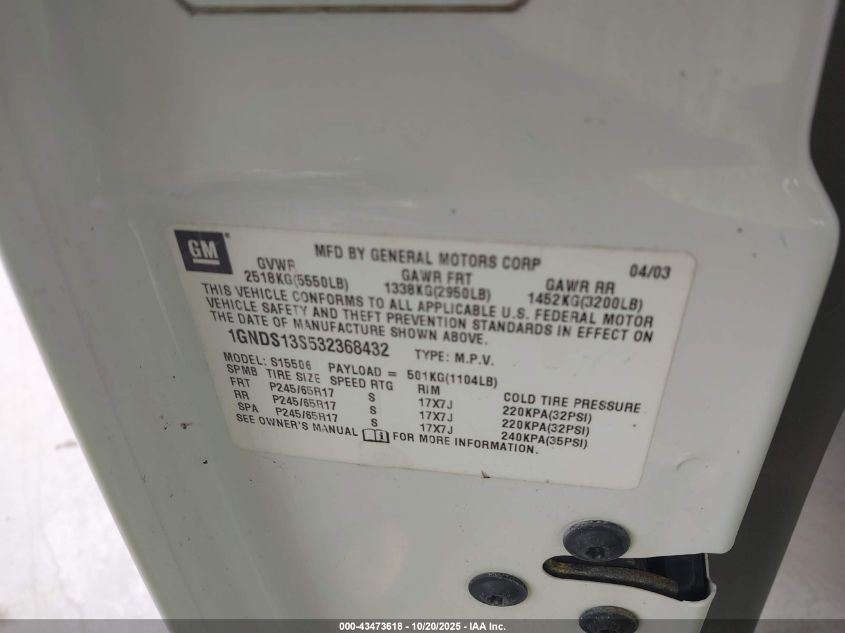 GM® MFD BY GENERAL MOTORS CORP 04/03
GVWR GAWR FRT GAWR RR
2518KG(5550LB) 1338KG(2950LB) 1452KG(3200LB)
THIS VEHICLE CONFORMS TO ALL APPLICABLE U.S. FEDERAL MOTOR
VEHICLE SAFETY AND THEFT PREVENTION STANDARDS IN EFFECT ON
THE DATE OF MANUFACTURE SHOWN ABOVE.
1GNDS13S532368432 TYPE: M.P.V.
MODEL: S15506 PAYLOAD = 501KG(1104LB)
SPMB TIRE SIZE SPEED RTG RIM COLD TIRE PRESSURE
FRT P245/65R17 S 17X7J 220KPA(32PSI)
RR P245/65R17 S 17X7J 220KPA(32PSI)
SPA P245/65R17 S 17X7J 240KPA(35PSI)
SEE OWNER'S MANUAL FOR MORE INFORMATION.
000-43473618 - 10/20/2025 - IAA Inc.